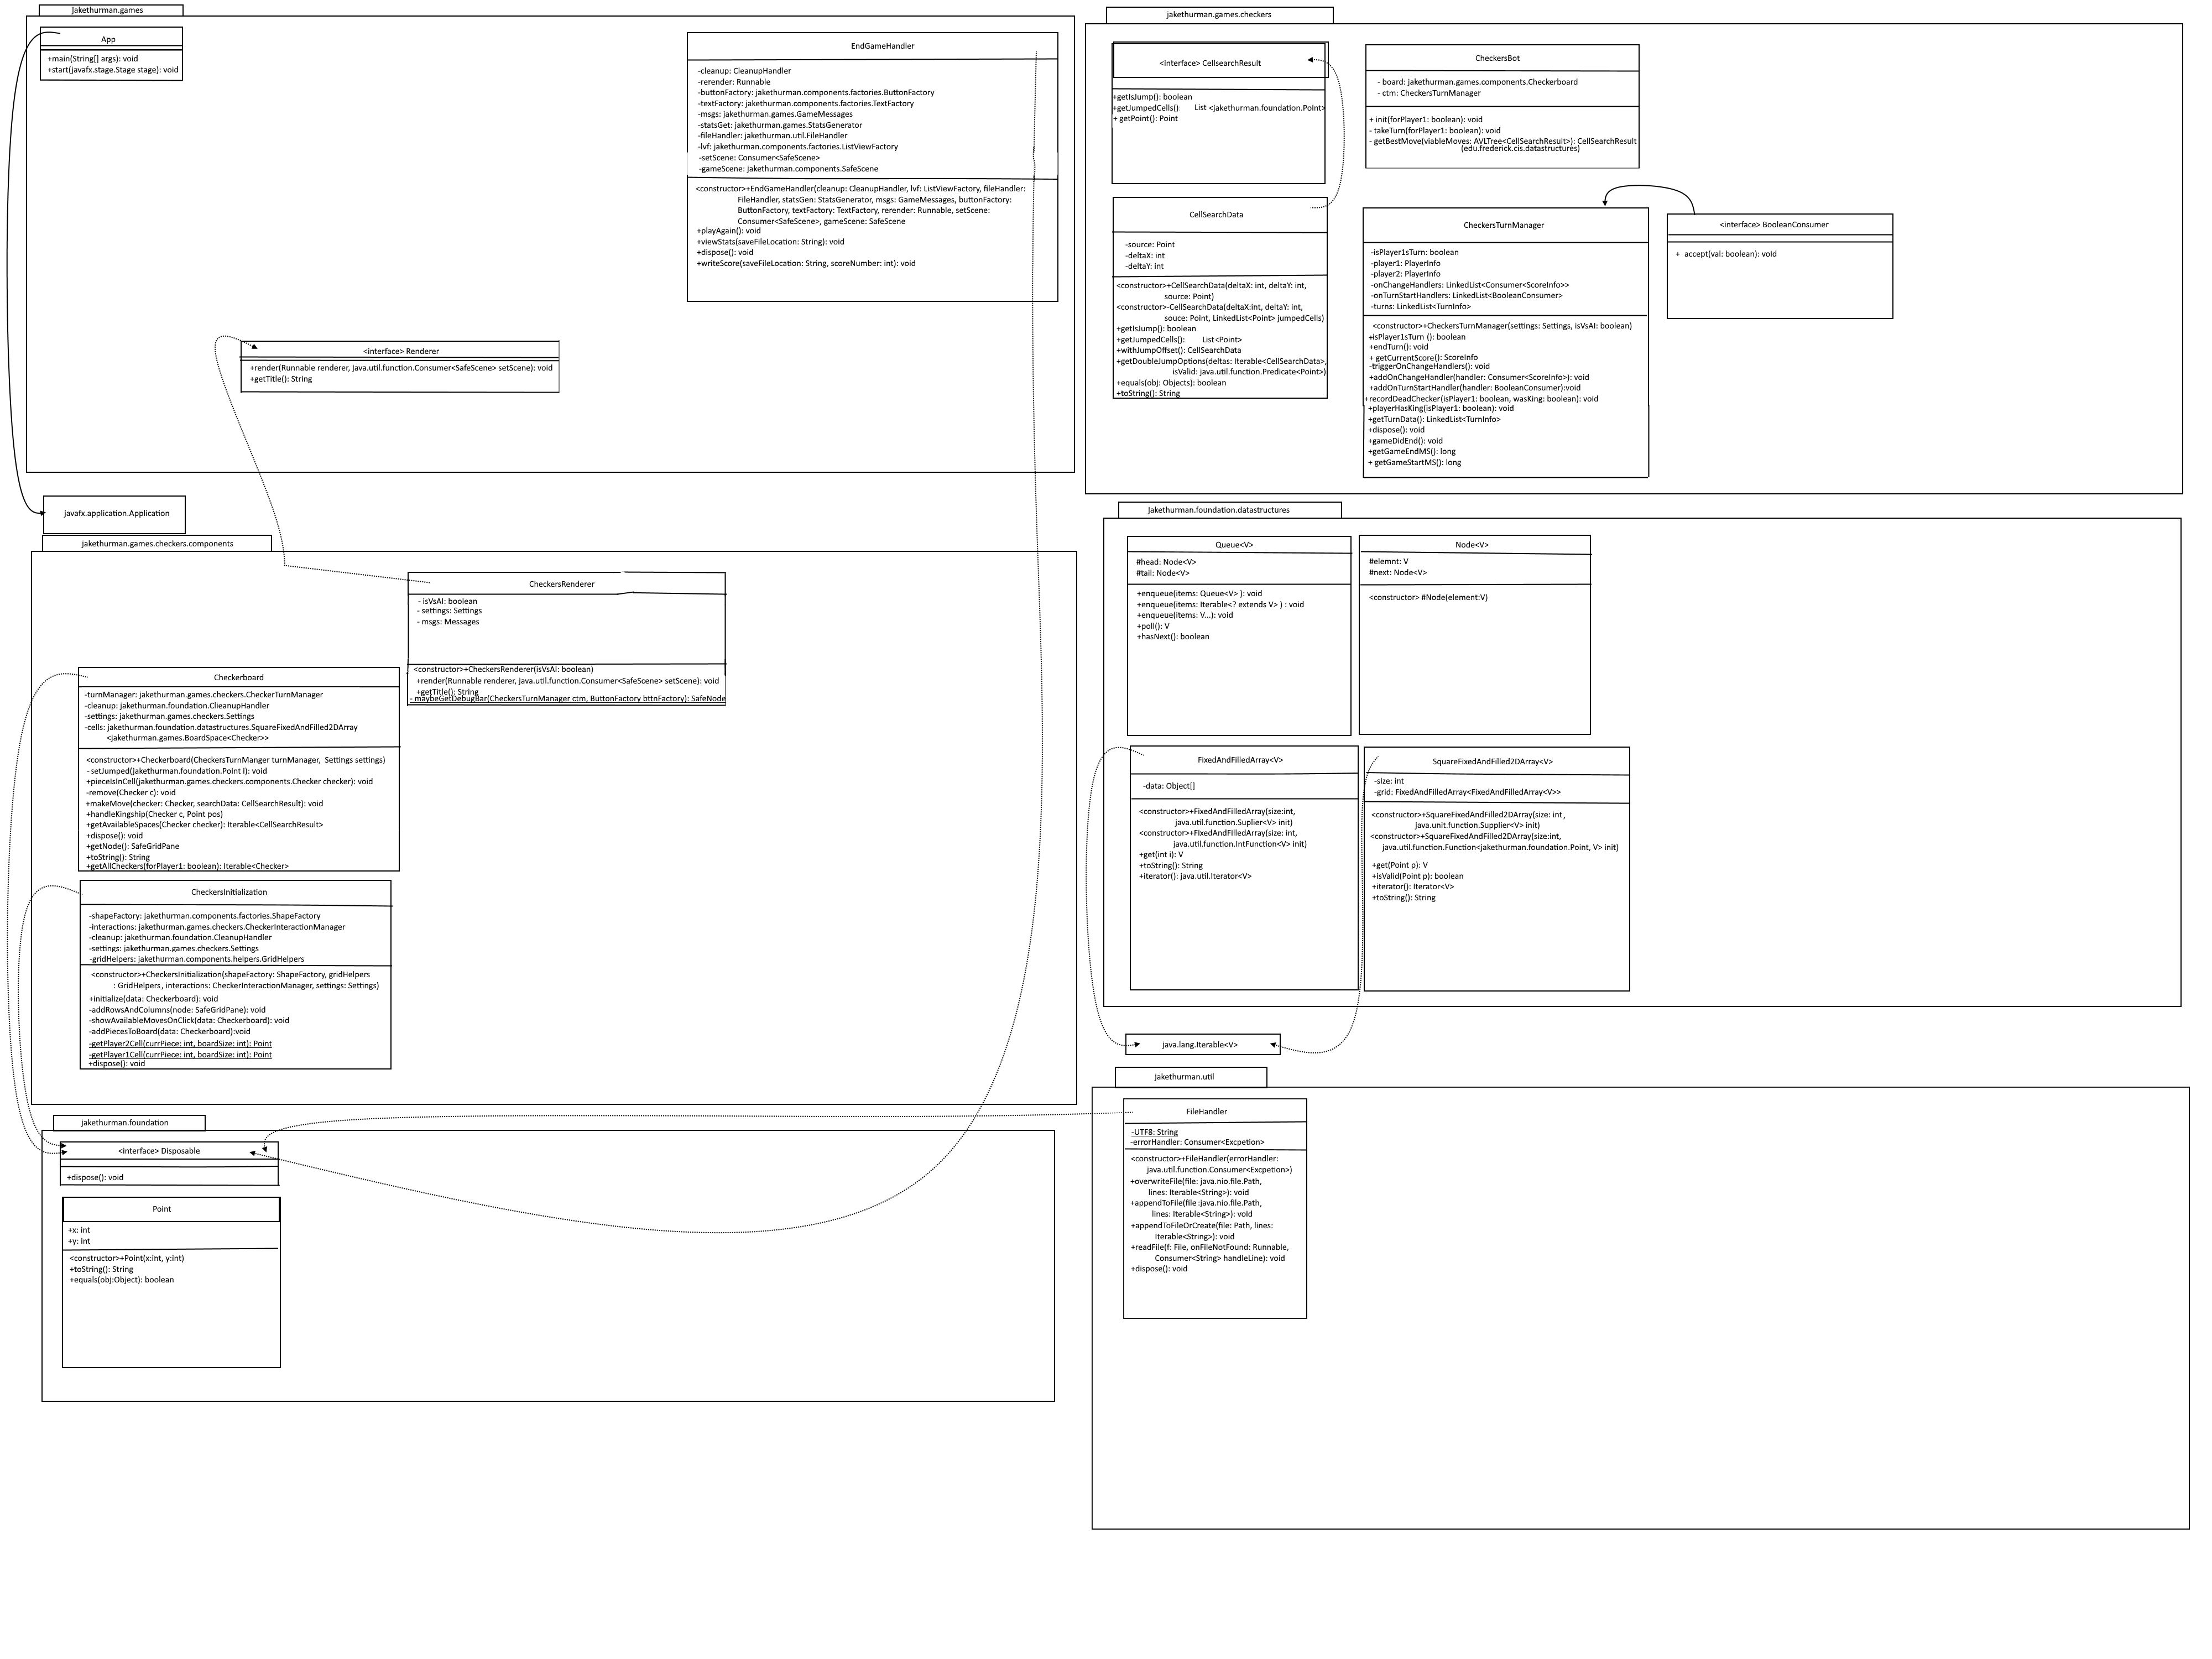 jakethurman.games
App
+main(String[] args): void
+start(javafx.stage.Stage stage): void
EndGameHandler
-cleanup: CleanupHandler
-rerender: Runnable
-buttonFactory: jakethurman.components.factories.ButtonFactory
-textFactory: jakethurman.components.factories.TextFactory
-msgs: jakethurman.games.GameMessages
-statsGet: jakethurman.games.StatsGenerator
-fileHandler: jakethurman.util.FileHandler
-lvf: jakethurman.components.factories.ListViewFactory
-setScene: Consumer<SafeScene>
-gameScene: jakethurman.components.SafeScene
<constructor>+EndGameHandler(cleanup: CleanupHandler, lvf: ListViewFactory, fileHandler:
FileHandler, statsGen: StatsGenerator, msgs: GameMessages, buttonFactory:
ButtonFactory, textFactory: TextFactory, rerender: Runnable, setScene:
Consumer<SafeScene>, gameScene: SafeScene
+playAgain(): void
+viewStats(saveFileLocation: String): void
+dispose(): void
+writeScore(saveFileLocation: String, scoreNumber: int): void
<interface> Renderer
+render(Runnable renderer, java.util.function.Consumer<SafeScene> setScene): void
+getTitle(): String
jakethurman.games.checkers
<interface> CellsearchResult
+getIsJump(): boolean
+getJumpedCells() List <jakethurman.foundation.Point>
+ getPoint(): Point
CheckersBot
- board: jakethurman.games.components.Checkerboard
- ctm: CheckersTurnManager
+ init(forPlayer1: boolean): void
- takeTurn(forPlayer1: boolean): void
- getBestMove(viableMoves: AVLTree<CellSearchResult>): CellSearchResult
(edu.frederick.cis.datastructures)
CellSearchData
-source: Point
-deltaX: int
-deltaY: int
<constructor>+CellSearchData(deltaX: int, deltaY: int,
source: Point)
<constructor>-CellSearchData(deltaX:int, deltaY: int,
souce: Point, LinkedList<Point> jumpedCells)
+getIsJump(): boolean
+getJumpedCells(): List<Point>
+withJumpOffset(): CellSearchData
+getDoubleJumpOptions(deltas: Iterable<CellSearchData>,
isValid: java.util.function.Predicate<Point>)
+equals(obj: Objects): boolean
+toString(): String
CheckersTurnManager
-isPlayer1sTurn: boolean
-player1: PlayerInfo
-player2: PlayerInfo
-onChangeHandlers: LinkedList<Consumer<ScoreInfo>>
-onTurnStartHandlers: LinkedList<BooleanConsumer>
-turns: LinkedList<TurnInfo>
<constructor>+CheckersTurnManager(settings: Settings, isVsAI: boolean)
+isPlayer1sTurn (): boolean
+endTurn(): void
+ getCurrentScore(): ScoreInfo
-triggerOnChangeHandlers(): void
+addOnChangeHandler(handler: Consumer<ScoreInfo>): void
+addOnTurnStartHandler(handler: BooleanConsumer):void
+recordDeadChecker(isPlayer1: boolean, wasKing: boolean): void
+playerHasKing(isPlayer1: boolean): void
+getTurnData(): LinkedList<TurnInfo>
+dispose(): void
+gameDidEnd(): void
+getGameEndMS(): long
+ getGameStartMS(): long
<interface> BooleanConsumer
+ accept(val: boolean): void
javafx.application.Application
jakethurman.games.checkers.components
CheckersRenderer
- isVsAI: boolean
- settings: Settings
- msgs: Messages
<constructor>+CheckersRenderer(isVsAI: boolean)
+render(Runnable renderer, java.util.function.Consumer<SafeScene> setScene): void
+getTitle(): String
- maybeGetDebugBar(CheckersTurnManager ctm, ButtonFactory bttnFactory): SafeNode
Checkerboard
-turnManager: jakethurman.games.checkers.CheckerTurnManager
-cleanup: jakethurman.foundation.ClieanupHandler
-settings: jakethurman.games.checkers.Settings
-cells: jakethurman.foundation.datastructures.SquareFixedAndFilled2DArray
<jakethurman.games.BoardSpace<Checker>>
<constructor>+Checkerboard(CheckersTurnManger turnManager, Settings settings)
- setJumped(jakethurman.foundation.Point i): void
+pieceIsInCell(jakethurman.games.checkers.components.Checker checker): void
-remove(Checker c): void
+makeMove(checker: Checker, searchData: CellSearchResult): void
+handleKingship(Checker c, Point pos)
+getAvailableSpaces(Checker checker): Iterable<CellSearchResult>
+dispose(): void
+getNode(): SafeGridPane
+toString(): String
+getAllCheckers(forPlayer1: boolean): Iterable<Checker>
CheckersInitialization
-shapeFactory: jakethurman.components.factories.ShapeFactory
-interactions: jakethurman.games.checkers.CheckerInteractionManager
-cleanup: jakethurman.foundation.CleanupHandler
-settings: jakethurman.games.checkers.Settings
-gridHelpers: jakethurman.components.helpers.GridHelpers
<constructor>+CheckersInitialization(shapeFactory: ShapeFactory, gridHelpers
: GridHelpers, interactions: CheckerInteractionManager, settings: Settings)
+initialize(data: Checkerboard): void
-addRowsAndColumns(node: SafeGridPane): void
-showAvailableMovesOnClick(data: Checkerboard): void
-addPiecesToBoard(data: Checkerboard):void
-getPlayer2Cell(currPiece: int, boardSize: int): Point
-getPlayer1Cell(currPiece: int, boardSize: int): Point
+dispose(): void
jakethurman.foundation.datastructures
Queue<V>
#head: Node<V>
#tail: Node<V>
+enqueue(items: Queue<V> ): void
+enqueue(items: Iterable<? extends V> ) : void
+enqueue(items: V...): void
+poll(): V
+hasNext(): boolean
Node<V>
#elemnt: V
#next: Node<V>
<constructor> #Node(element:V)
FixedAndFilledArray<V>
-data: Object[]
<constructor>+FixedAndFilledArray(size:int,
java.util.function.Suplier<V> init)
<constructor>+FixedAndFilledArray(size: int,
java.util.function.IntFunction<V> init)
+get(int i): V
+toString(): String
+iterator(): java.util.Iterator<V>
SquareFixedAndFilled2DArray<V>
-size: int
-grid: FixedAndFilledArray<FixedAndFilledArray<V>>
<constructor>+SquareFixedAndFilled2DArray(size: int,
java.unit.function.Supplier<V> init)
<constructor>+SquareFixedAndFilled2DArray(size:int,
java.util.function.Function<jakethurman.foundation.Point, V> init)
+get(Point p): V
+isValid(Point p): boolean
+iterator(): Iterator<V>
+toString(): String
java.lang.Iterable<V>
jakethurman.foundation
<interface> Disposable
+dispose(): void
Point
+x: int
+y: int
<constructor>+Point(x:int, y:int)
+toString(): String
+equals(obj:Object): boolean
jakethurman.util
FileHandler
-UTF8: String
-errorHandler: Consumer<Excpetion>
<constructor>+FileHandler(errorHandler:
java.util.function.Consumer<Excpetion>)
+overwriteFile(file: java.nio.file.Path,
lines: Iterable<String>): void
+appendToFile(file :java.nio.file.Path,
lines: Iterable<String>): void
+appendToFileOrCreate(file: Path, lines:
Iterable<String>): void
+readFile(f: File, onFileNotFound: Runnable,
Consumer<String> handleLine): void
+dispose(): void